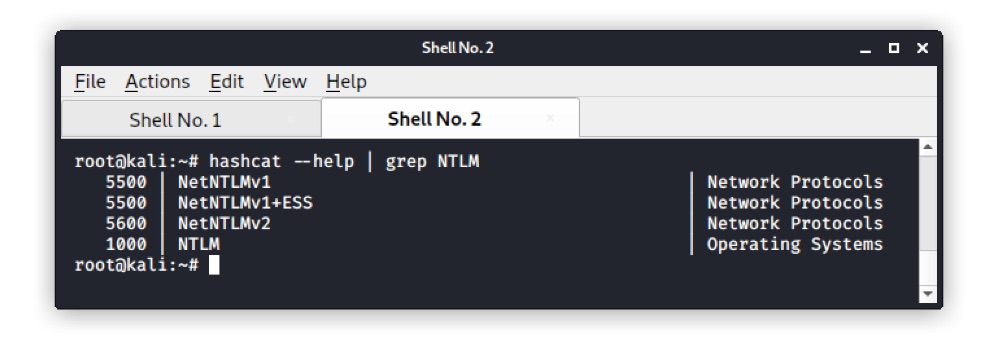 Shell No. 2
File Actions Edit View Help
Shell No. 1 Shell No. 2
root@kali:~# hashcat --help | grep NTLM
5500 | NetNTLMv1 | Network Protocols
5500 | NetNTLMv1+ESS | Network Protocols
5600 | NetNTLMv2 | Network Protocols
1000 | NTLM | Operating Systems
root@kali:~#